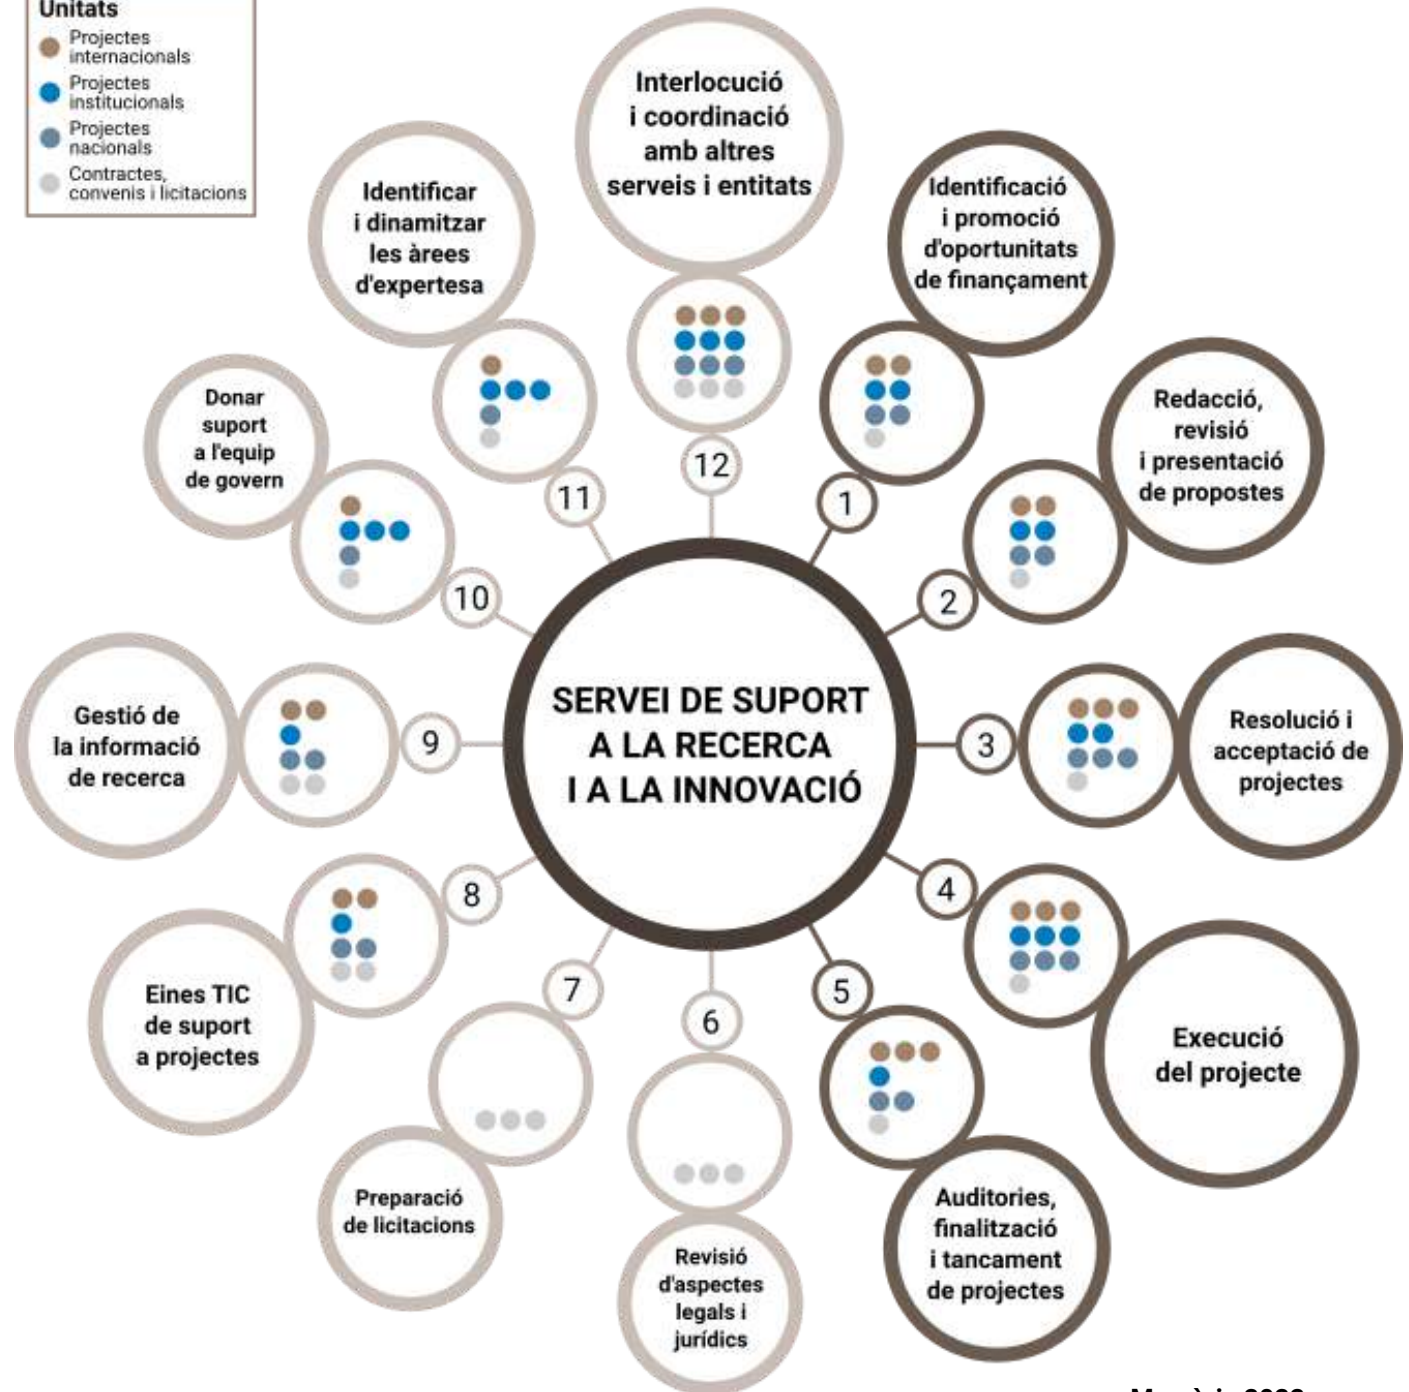 Unitats
Projectes
internacionals
Projectes
institucionals
Projectes
nacionals
Contractes,
convenis i licitacions
Interlocució
i coordinació
amb altres
serveis i entitats
12
Identificació
i promoció
d'oportunitats
de finançament
1
Redacció,
revisió
i presentació
de propostes
2
Resolució i
acceptació de
projectes
3
Execució
del projecte
4
Auditories,
finalització
i tancament
de projectes
5
Revisió
d'aspectes
legals i
jurídics
6
Preparació
de licitacions
7
Eines TIC
de suport
a projectes
8
Gestió de
la informació
de recerca
9
Donar
suport
a l'equip
de govern
10
Identificar
i dinamitzar
les àrees
d'expertesa
11
SERVEI DE SUPORT
A LA RECERCA
I A LA INNOVACIÓ